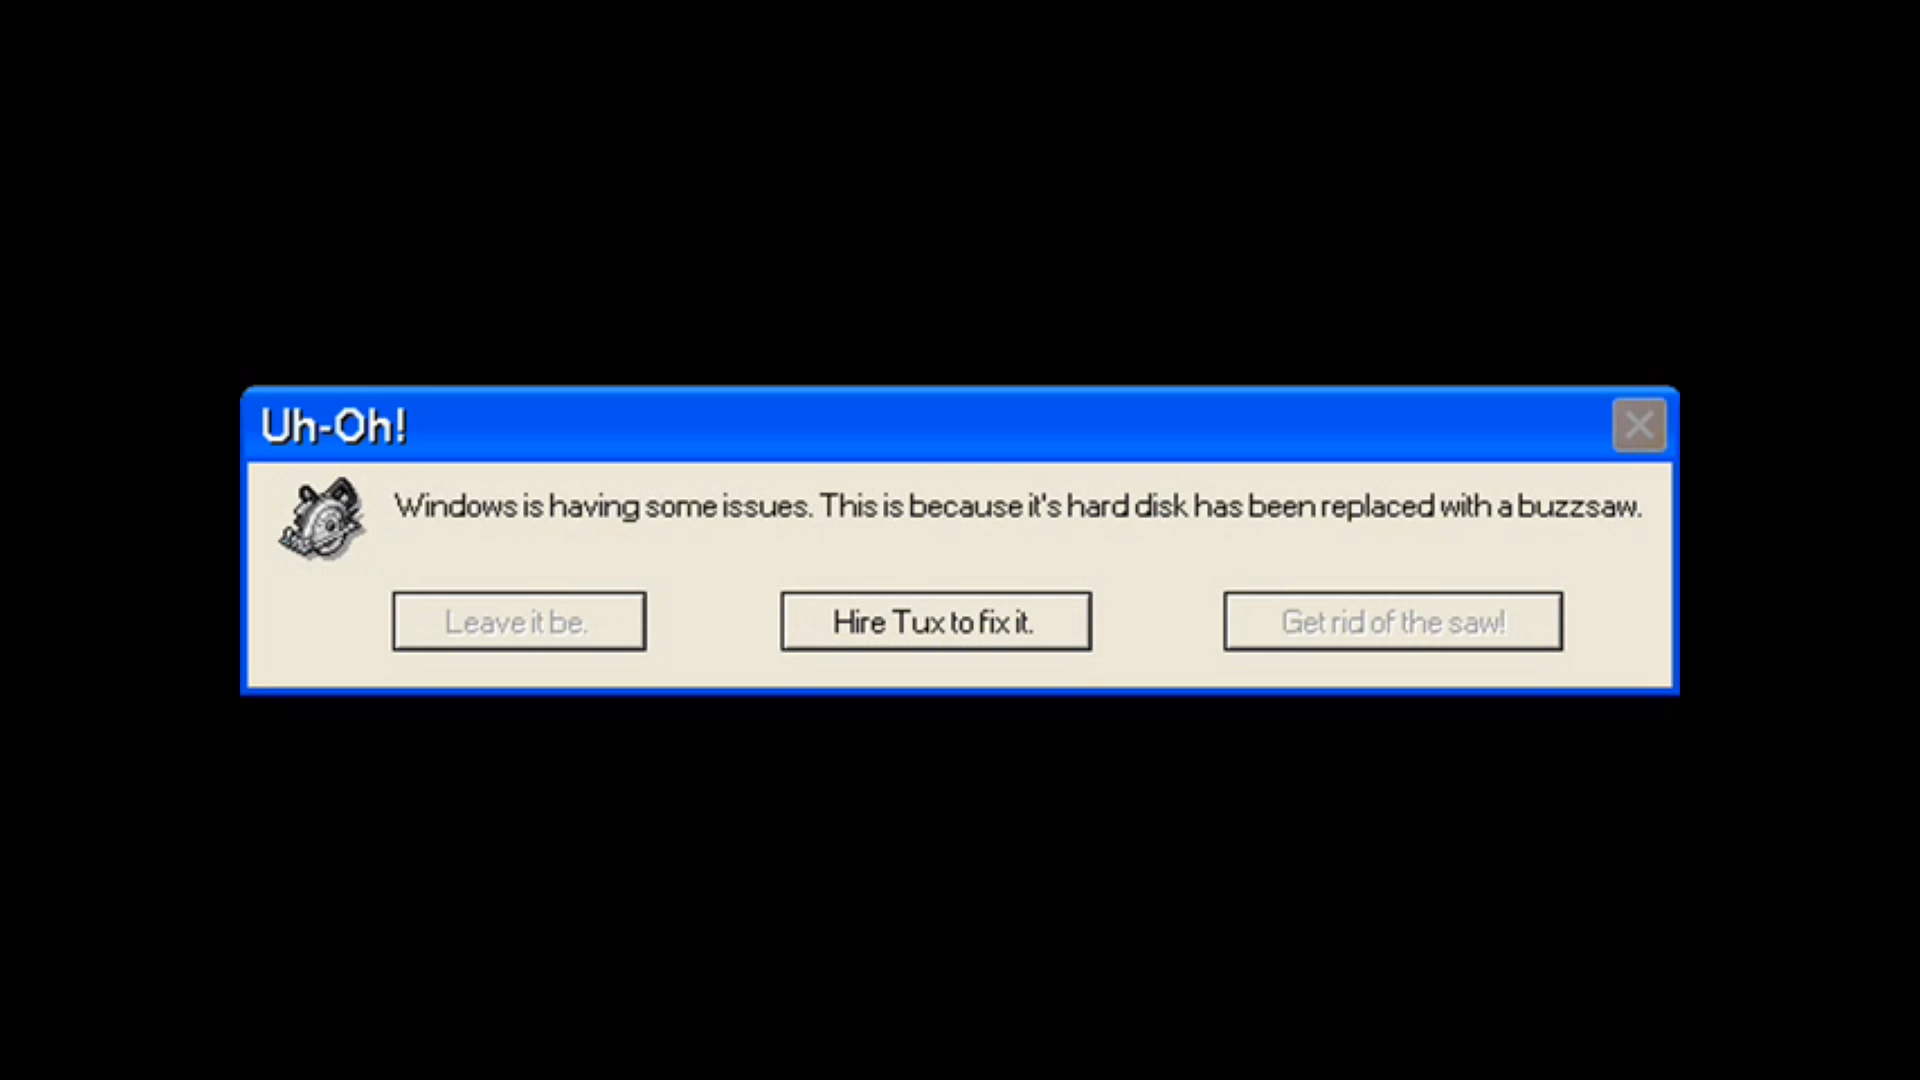 Uh-Oh!
Windows is having some issues. This is because it's hard disk has been replaced with a buzzsaw.
Leave it be.
Hire Tux to fix it.
Get rid of the saw!